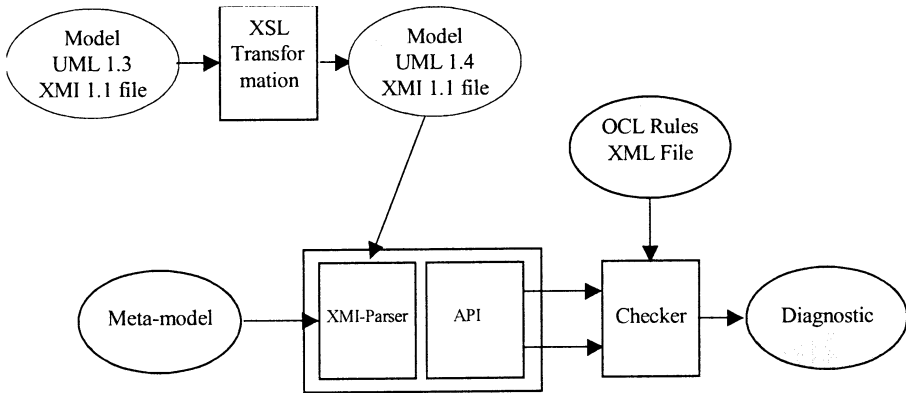 Model
UML 1.3
XMI 1.1 file
XSL
Transfor
mation
Model
UML 1.4
XMI 1.1 file
OCL Rules
XML File
Meta-model
XMI-Parser
API
Checker
Diagnostic